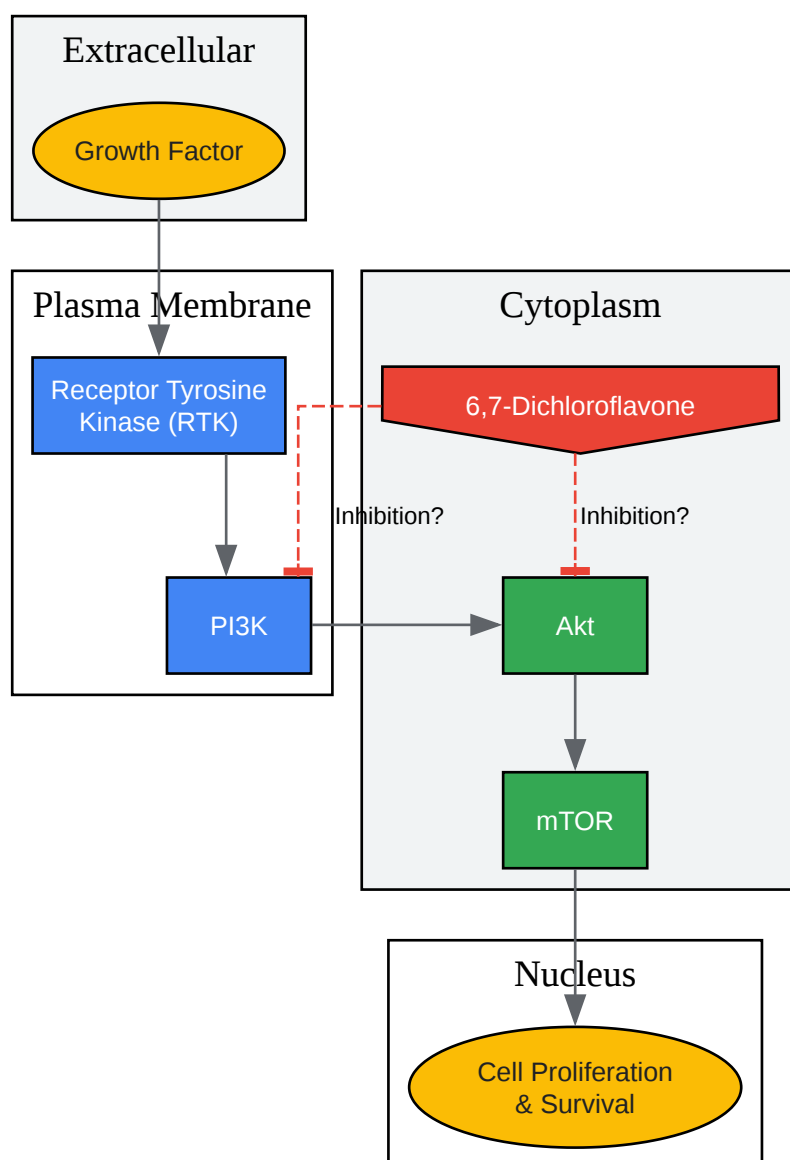 Extracellular
Growth Factor
Plasma Membrane
Cytoplasm
Receptor Tyrosine
Kinase (RTK)
6,7-Dichloroflavone
Inhibition?
Inhibition?
PI3K
Akt
mTOR
Nucleus
Cell Proliferation
& Survival